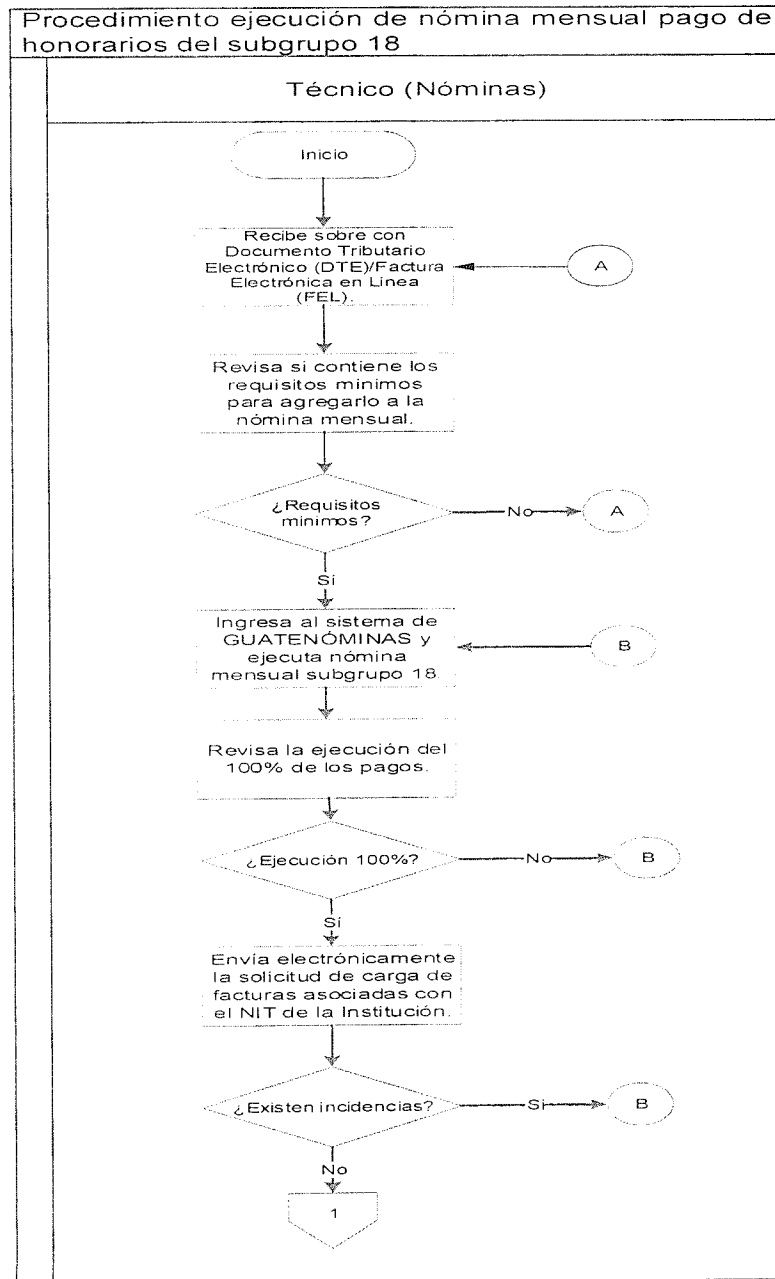 Procedimiento ejecución de nómina mensual pago de
honorarios del subgrupo 18
Técnico (Nóminas)
Inicio
Recibe sobre con
Documento Tributario
Electrónico (DTE)/Factura
Electrónica en Línea
(FEL).
A
Revisa si contiene los
requisitos mínimos
para agregarlo a la
nómina mensual.
¿Requisitos
mínimos?
No
A
Sí
Ingresa al sistema de
GUATENÓMINAS y
ejecuta nómina
mensual subgrupo 18.
B
Revisa la ejecución del
100% de los pagos.
¿Ejecución 100%?
No
B
Sí
Envía electrónicamente
la solicitud de carga de
facturas asociadas con
el NIT de la Institución.
¿Existen incidencias?
Si
B
No
1